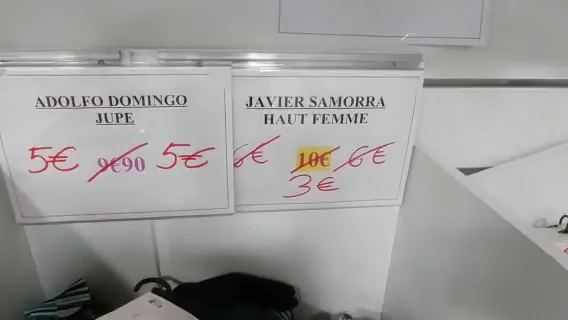 ADOLFO DOMINGO
JUPE
5€ 9€90 5€
JAVIER SAMORRA
HAUT FEMME
6€ 10€ 6€
3€